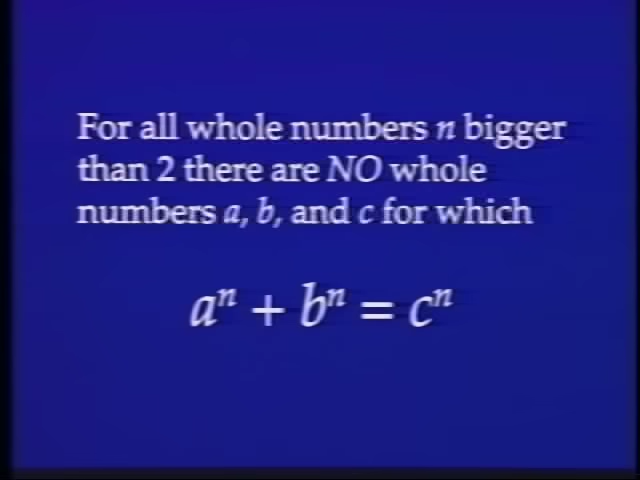 For all whole numbers n bigger
than 2 there are NO whole
numbers a, b, and c for which
aⁿ + bⁿ = cⁿ